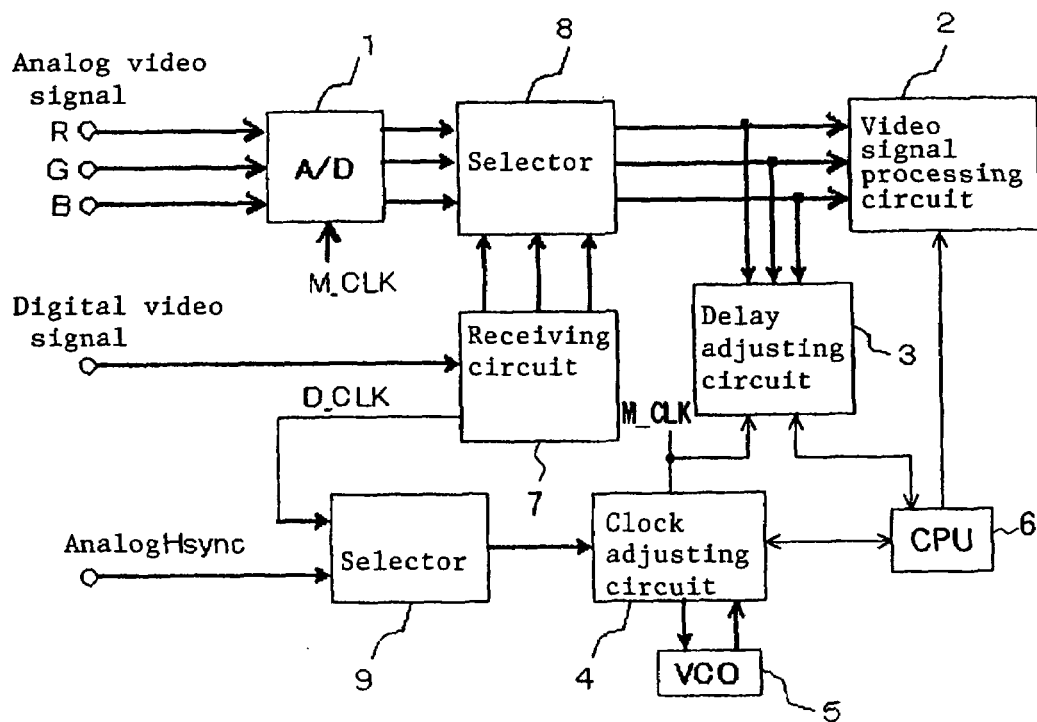 1
8
2
Analog video
signal
R
G
B
A/D
Selector
Video
signal
processing
circuit
M_CLK
Digital video
signal
Receiving
circuit
Delay
adjusting
circuit
3
D_CLK
M_CLK
7
AnalogHsync
Selector
Clock
adjusting
circuit
CPU
6
9
4
VCO
5